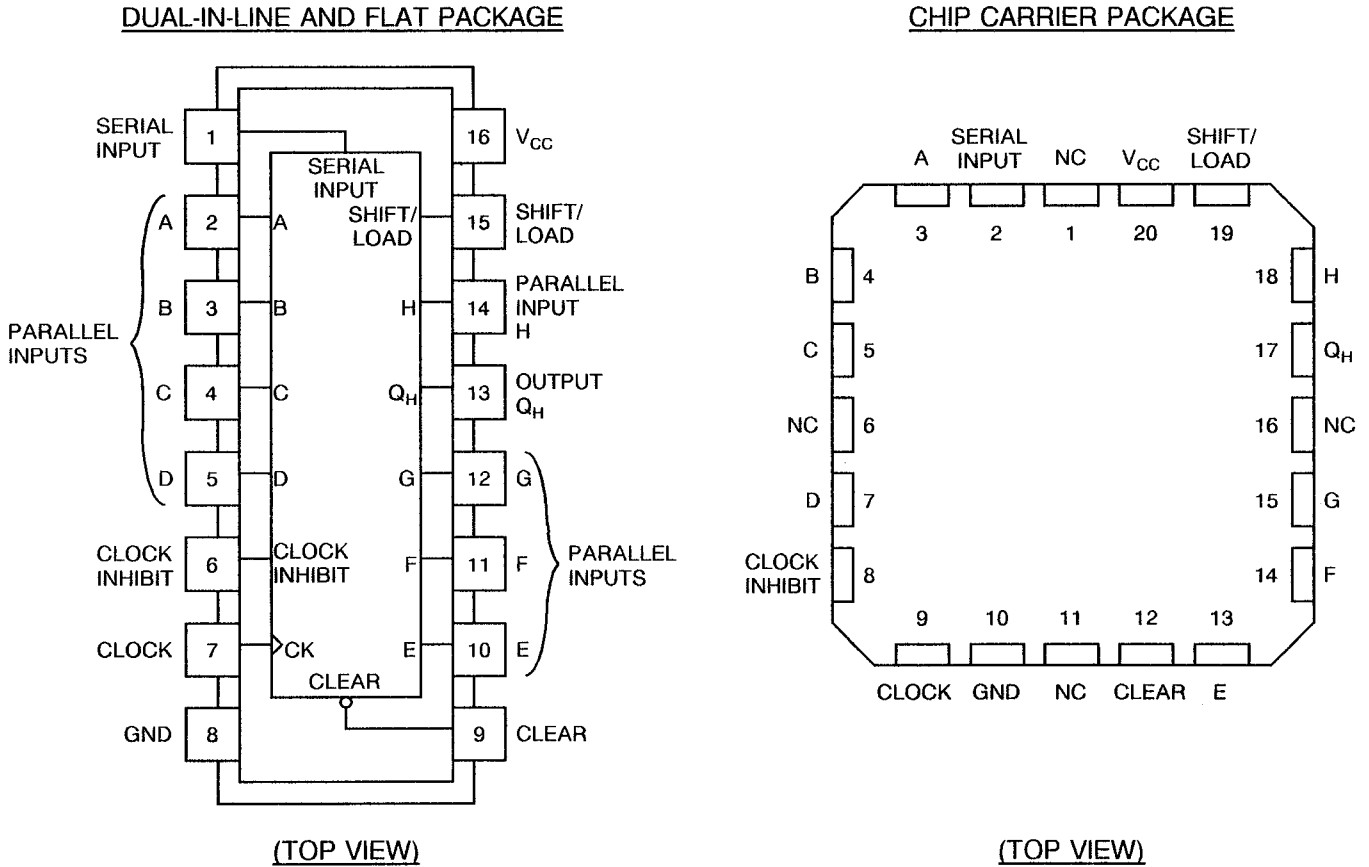 DUAL-IN-LINE AND FLAT PACKAGE
SERIAL
INPUT
1
16
VCC
SERIAL
INPUT
A
2
A
SHIFT/
LOAD
15
SHIFT/
LOAD
B
3
B
H
14
PARALLEL
INPUT
H
PARALLEL
INPUTS
C
4
C
QH
13
OUTPUT
QH
D
5
D
G
12
G
CLOCK
INHIBIT
6
CLOCK
INHIBIT
F
11
F
PARALLEL
INPUTS
CLOCK
7
CK
E
10
E
CLEAR
GND
8
9
CLEAR
(TOP VIEW)
CHIP CARRIER PACKAGE
A
SERIAL
INPUT
NC
VCC
SHIFT/
LOAD
3 2 1 20 19
B 4
18 H
C 5
17 QH
NC 6
16 NC
D 7
15 G
CLOCK
INHIBIT
8
14 F
9 10 11 12 13
CLOCK GND NC CLEAR E
(TOP VIEW)